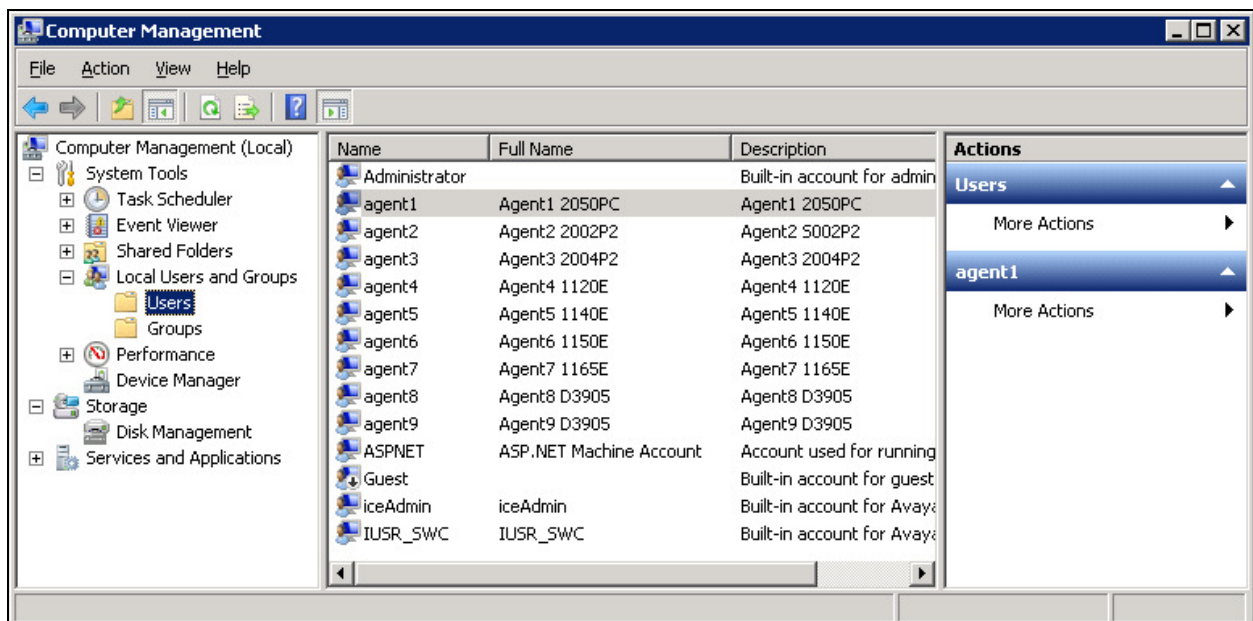 Computer Management
File Action View Help
Computer Management (Local)
System Tools
Task Scheduler
Event Viewer
Shared Folders
Local Users and Groups
Users
Groups
Performance
Device Manager
Storage
Disk Management
Services and Applications
Name Full Name Description
Administrator Built-in account for admin
agent1 Agent1 2050PC Agent1 2050PC
agent2 Agent2 2002P2 Agent2 S002P2
agent3 Agent3 2004P2 Agent3 2004P2
agent4 Agent4 1120E Agent4 1120E
agent5 Agent5 1140E Agent5 1140E
agent6 Agent6 1150E Agent6 1150E
agent7 Agent7 1165E Agent7 1165E
agent8 Agent8 D3905 Agent8 D3905
agent9 Agent9 D3905 Agent9 D3905
ASPNET ASP.NET Machine Account Account used for running
Guest Built-in account for guest
iceAdmin iceAdmin Built-in account for Avaya
IUSR_SWC IUSR_SWC Built-in account for Avaya
Actions
Users
More Actions
agent1
More Actions